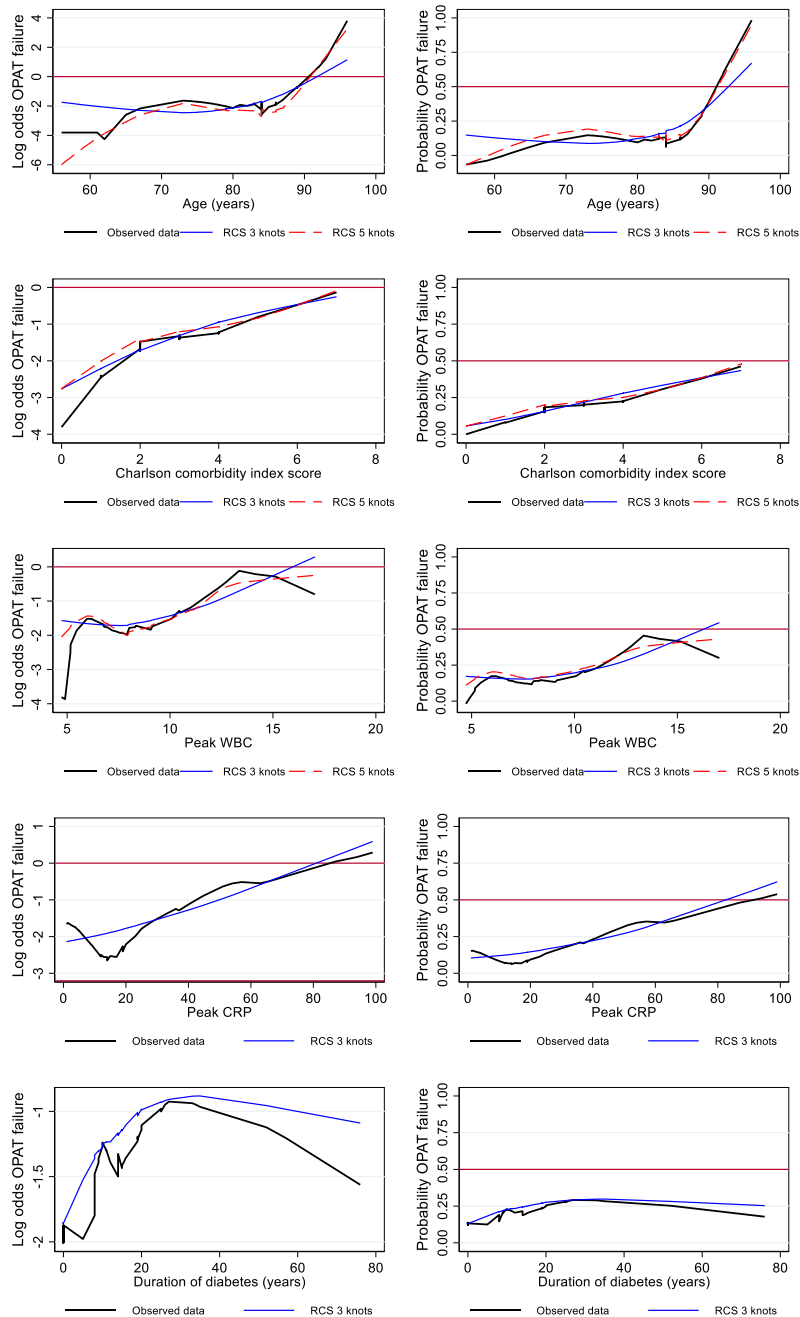 Log odds OPAT failure
4
2
0
-2
-4
-6
60 70 80 90 100
Age (years)
Observed data RCS 3 knots RCS 5 knots
Probability OPAT failure
1.00
0.75
0.50
0.25
0.00
60 70 80 90 100
Age (years)
Observed data RCS 3 knots RCS 5 knots
Log odds OPAT failure
0
-1
-2
-3
-4
0 2 4 6 8
Charlson comorbidity index score
Observed data RCS 3 knots RCS 5 knots
Probability OPAT failure
1.00
0.75
0.50
0.25
0.00
0 2 4 6 8
Charlson comorbidity index score
Observed data RCS 3 knots RCS 5 knots
Log odds OPAT failure
0
-1
-2
-3
-4
5 10 15 20
Peak WBC
Observed data RCS 3 knots RCS 5 knots
Probability OPAT failure
1.00
0.75
0.50
0.25
0.00
5 10 15 20
Peak WBC
Observed data RCS 3 knots RCS 5 knots
Log odds OPAT failure
1
0
-1
-2
-3
0 20 40 60 80 100
Peak CRP
Observed data RCS 3 knots
Probability OPAT failure
1.00
0.75
0.50
0.25
0.00
0 20 40 60 80 100
Peak CRP
Observed data RCS 3 knots
Log odds OPAT failure
-1
-1.5
-2
0 20 40 60 80
Duration of diabetes (years)
Observed data RCS 3 knots
Probability OPAT failure
1.00
0.75
0.50
0.25
0.00
0 20 40 60 80
Duration of diabetes (years)
Observed data RCS 3 knots